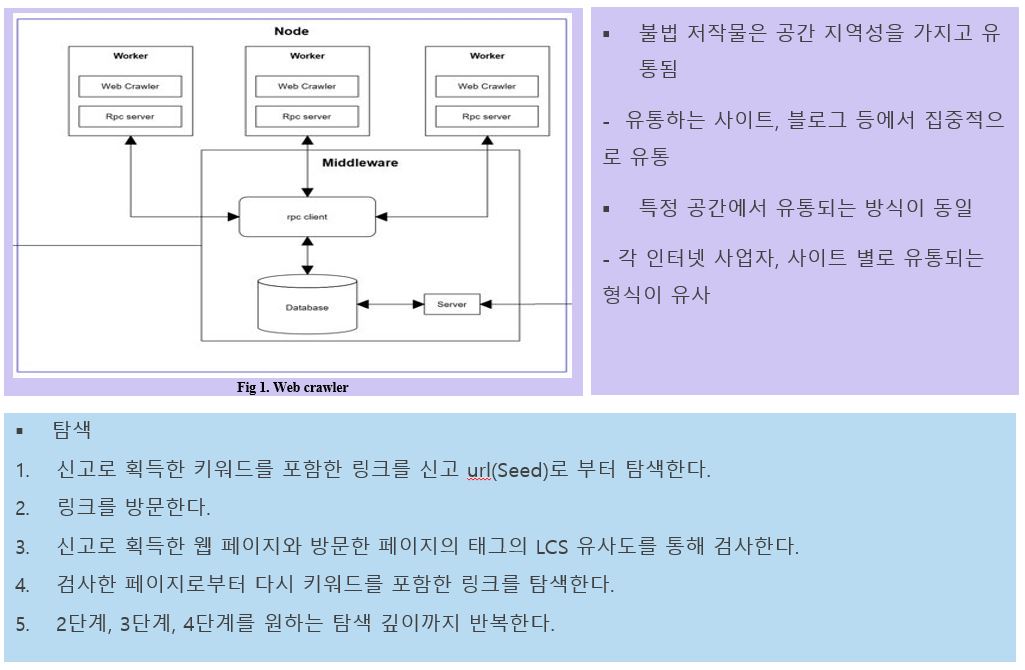 Node
Worker
Web Crawler
Rpc server
Worker
Web Crawler
Rpc server
Worker
Web Crawler
Rpc server
Middleware
rpc client
Database
Server
Fig 1. Web crawler
▪ 불법 저작물은 공간 지역성을 가지고 유
통됨
- 유통하는 사이트, 블로그 등에서 집중적으
로 유통
▪ 특정 공간에서 유통되는 방식이 동일
- 각 인터넷 사업자, 사이트 별로 유통되는
형식이 유사
▪ 탐색
1. 신고로 획득한 키워드를 포함한 링크를 신고 url(Seed)로 부터 탐색한다.
2. 링크를 방문한다.
3. 신고로 획득한 웹 페이지와 방문한 페이지의 태그의 LCS 유사도를 통해 검사한다.
4. 검사한 페이지로부터 다시 키워드를 포함한 링크를 탐색한다.
5. 2단계, 3단계, 4단계를 원하는 탐색 깊이까지 반복한다.